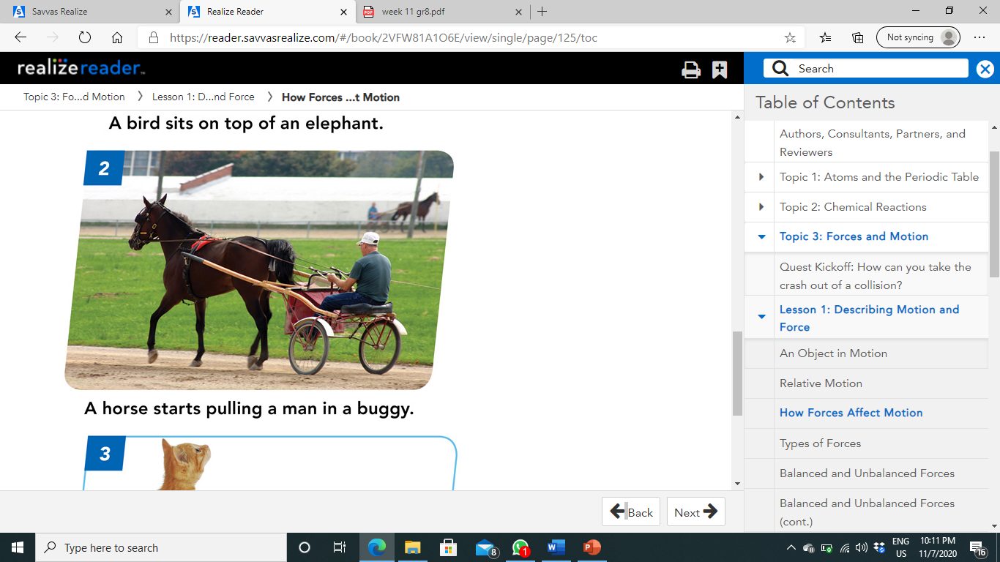 Savvas Realize
Realize Reader
week 11 gr8.pdf
https://reader.savvasrealize.com/#/book/2VFW81A1O6E/view/single/page/125/toc
Not syncing
realizereader
Search
Topic 3: Fo...d Motion
Lesson 1: D...nd Force
How Forces ...t Motion
A bird sits on top of an elephant.
2
A horse starts pulling a man in a buggy.
3
Back
Next
Table of Contents
Authors, Consultants, Partners, and
Reviewers
Topic 1: Atoms and the Periodic Table
Topic 2: Chemical Reactions
Topic 3: Forces and Motion
Quest Kickoff: How can you take the
crash out of a collision?
Lesson 1: Describing Motion and
Force
An Object in Motion
Relative Motion
How Forces Affect Motion
Types of Forces
Balanced and Unbalanced Forces
Balanced and Unbalanced Forces
(cont.)
Type here to search
8
1
ENG
US
10:11 PM
11/7/2020
16